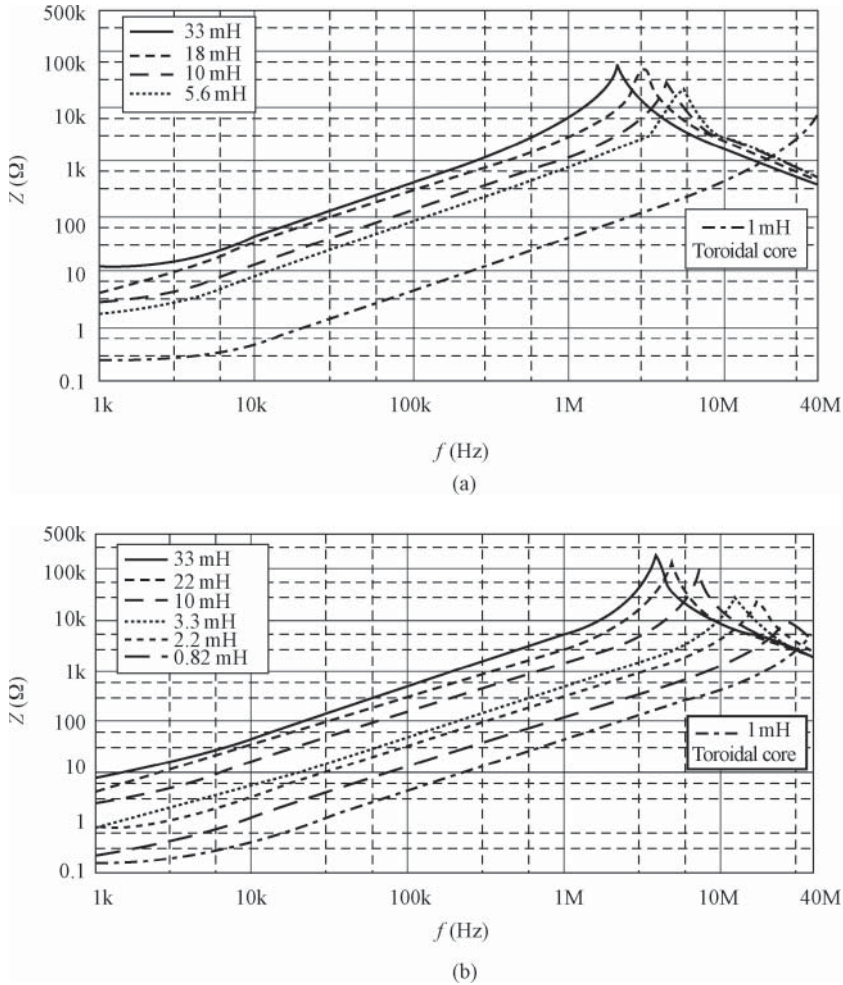 500k
100k
10k
1k
100
10
1
0.1
Z (Ω)
33 mH
18 mH
10 mH
5.6 mH
1 mH
Toroidal core
1k
10k
100k
1M
10M
40M
f (Hz)
(a)
500k
100k
10k
1k
100
10
1
0.1
Z (Ω)
33 mH
22 mH
10 mH
3.3 mH
2.2 mH
0.82 mH
1 mH
Toroidal core
1k
10k
100k
1M
10M
40M
f (Hz)
(b)